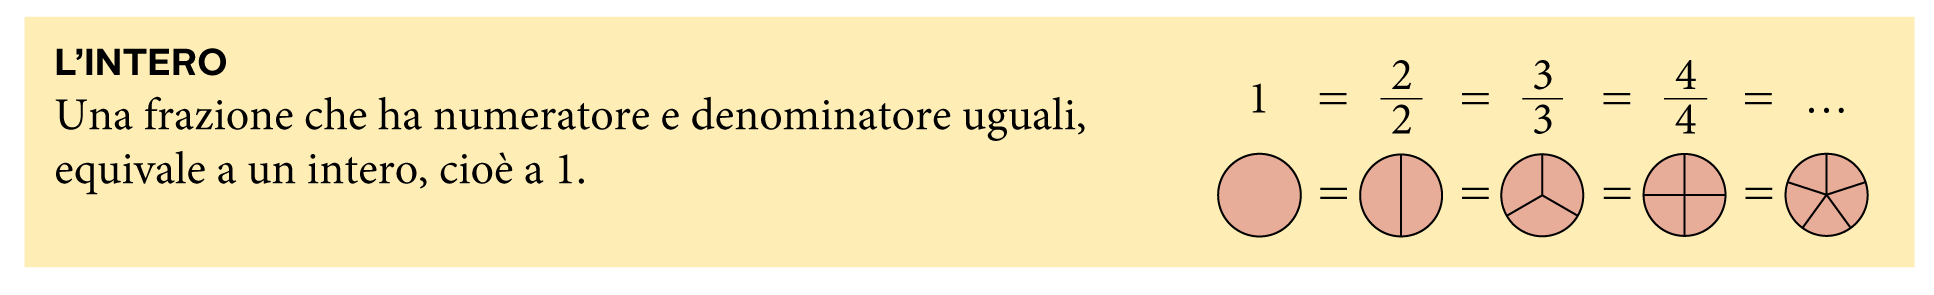 L’INTERO
Una frazione che ha numeratore e denominatore uguali,
equivale a un intero, cioè a 1.
1 = 2/2 = 3/3 = 4/4 = ...
= = = =